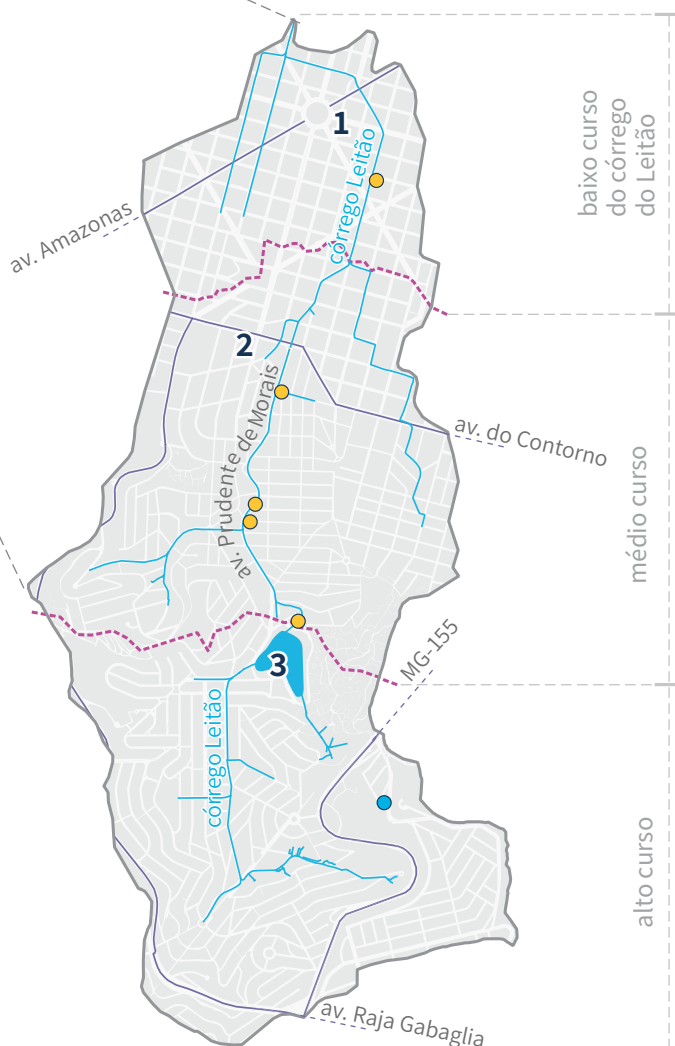 1
córrego Leitão
baixo curso
do córrego
do Leitão
av. Amazonas
2
av. Prudente de Morais
av. do Contorno
médio curso
MG-155
3
córrego Leitão
alto curso
av. Raja Gabaglia